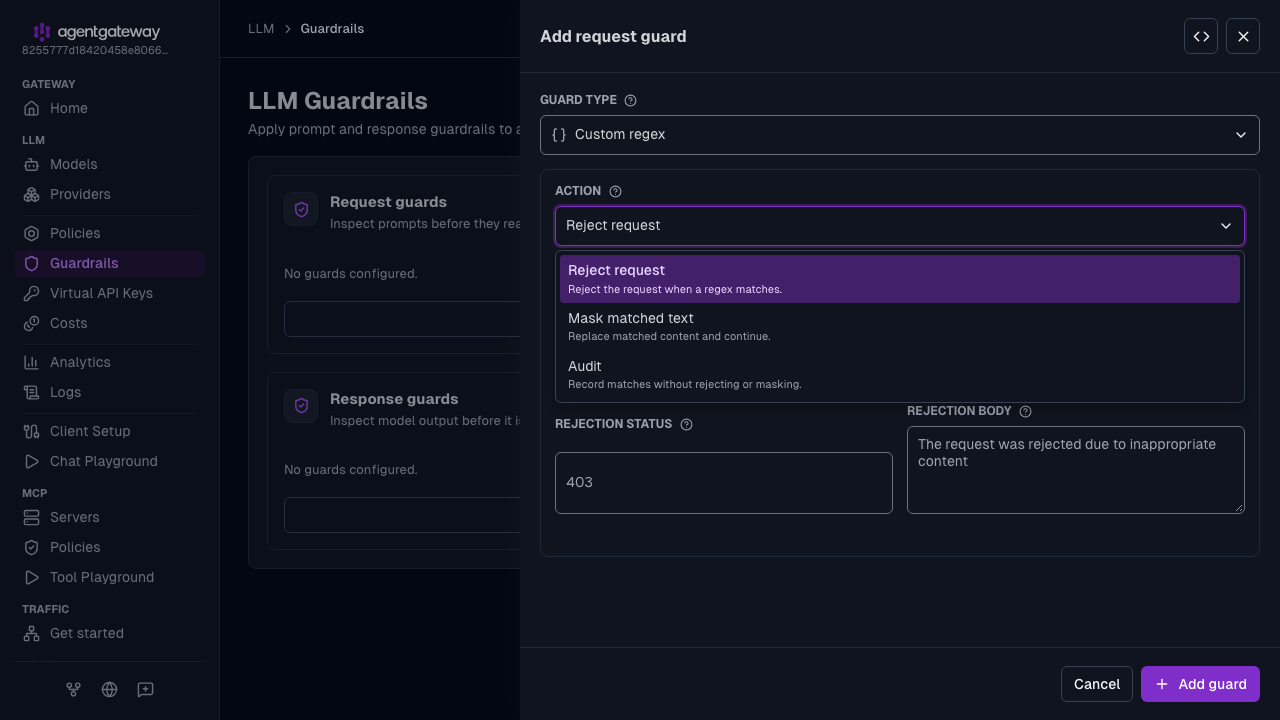 agentgateway
8255777d18420458e8066…
GATEWAY
Home
LLM
Models
Providers
Policies
Guardrails
Virtual API Keys
Costs
Analytics
Logs
Client Setup
Chat Playground
MCP
Servers
Policies
Tool Playground
TRAFFIC
Get started
LLM > Guardrails
LLM Guardrails
Apply prompt and response guardrails to a
Request guards
Inspect prompts before they rea
No guards configured.
Response guards
Inspect model output before it is
No guards configured.
Add request guard
GUARD TYPE
{ } Custom regex
ACTION
Reject request
Reject request
Reject the request when a regex matches.
Mask matched text
Replace matched content and continue.
Audit
Record matches without rejecting or masking.
REJECTION STATUS
403
REJECTION BODY
The request was rejected due to inappropriate
content
Cancel
+ Add guard